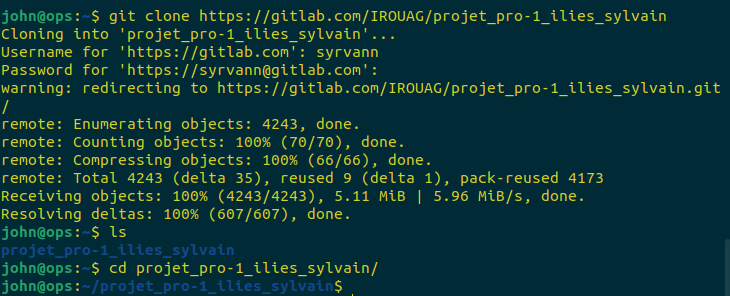 john@ops:~$ git clone https://gitlab.com/IROUAG/projet_pro-1_ilies_sylvain
Cloning into 'projet_pro-1_ilies_sylvain'...
Username for 'https://gitlab.com': syrvann
Password for 'https://syrvann@gitlab.com':
warning: redirecting to https://gitlab.com/IROUAG/projet_pro-1_ilies_sylvain.git
/
remote: Enumerating objects: 4243, done.
remote: Counting objects: 100% (70/70), done.
remote: Compressing objects: 100% (66/66), done.
remote: Total 4243 (delta 35), reused 9 (delta 1), pack-reused 4173
Receiving objects: 100% (4243/4243), 5.11 MiB | 5.96 MiB/s, done.
Resolving deltas: 100% (607/607), done.
john@ops:~$ ls
projet_pro-1_ilies_sylvain
john@ops:~$ cd projet_pro-1_ilies_sylvain/
john@ops:~/projet_pro-1_ilies_sylvain$